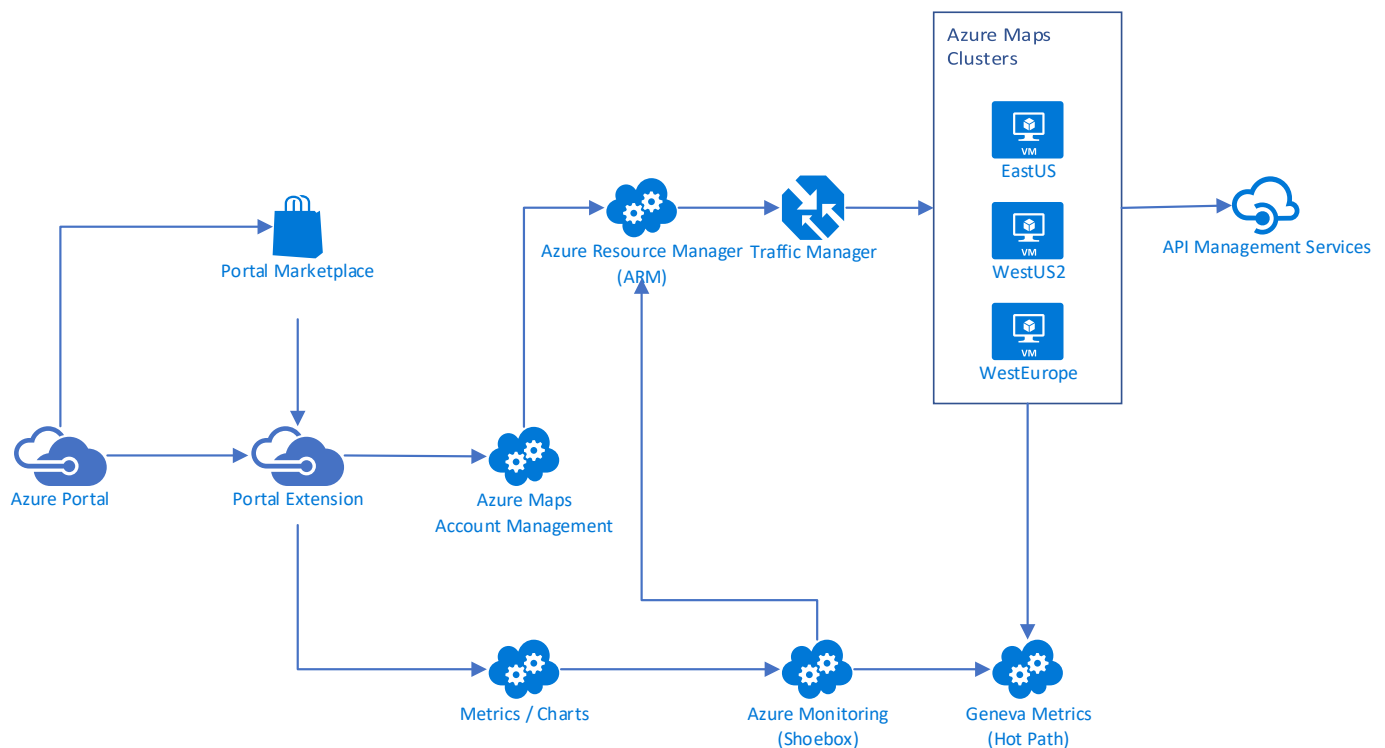 Azure Maps
Clusters
VM
EastUS
VM
WestUS2
VM
WestEurope
Portal Marketplace
Azure Resource Manager
(ARM)
Traffic Manager
API Management Services
Azure Portal
Portal Extension
Azure Maps
Account Management
Metrics / Charts
Azure Monitoring
(Shoebox)
Geneva Metrics
(Hot Path)